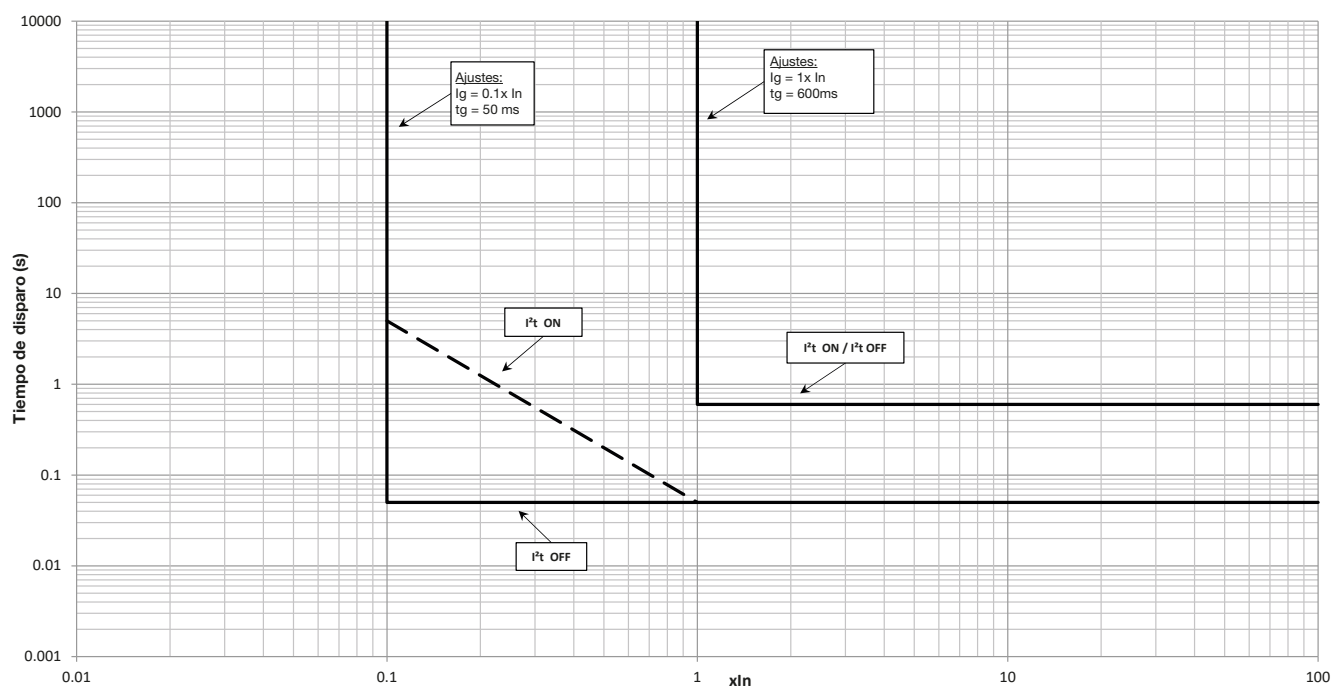 10000
1000
100
10
1
0.1
0.01
0.001
Tiempo de disparo (s)
Ajustes:
Ig = 0.1x In
tg = 50 ms
Ajustes:
Ig = 1x In
tg = 600ms
I²t ON
I²t ON / I²t OFF
I²t OFF
0.01
0.1
1
10
100
xIn